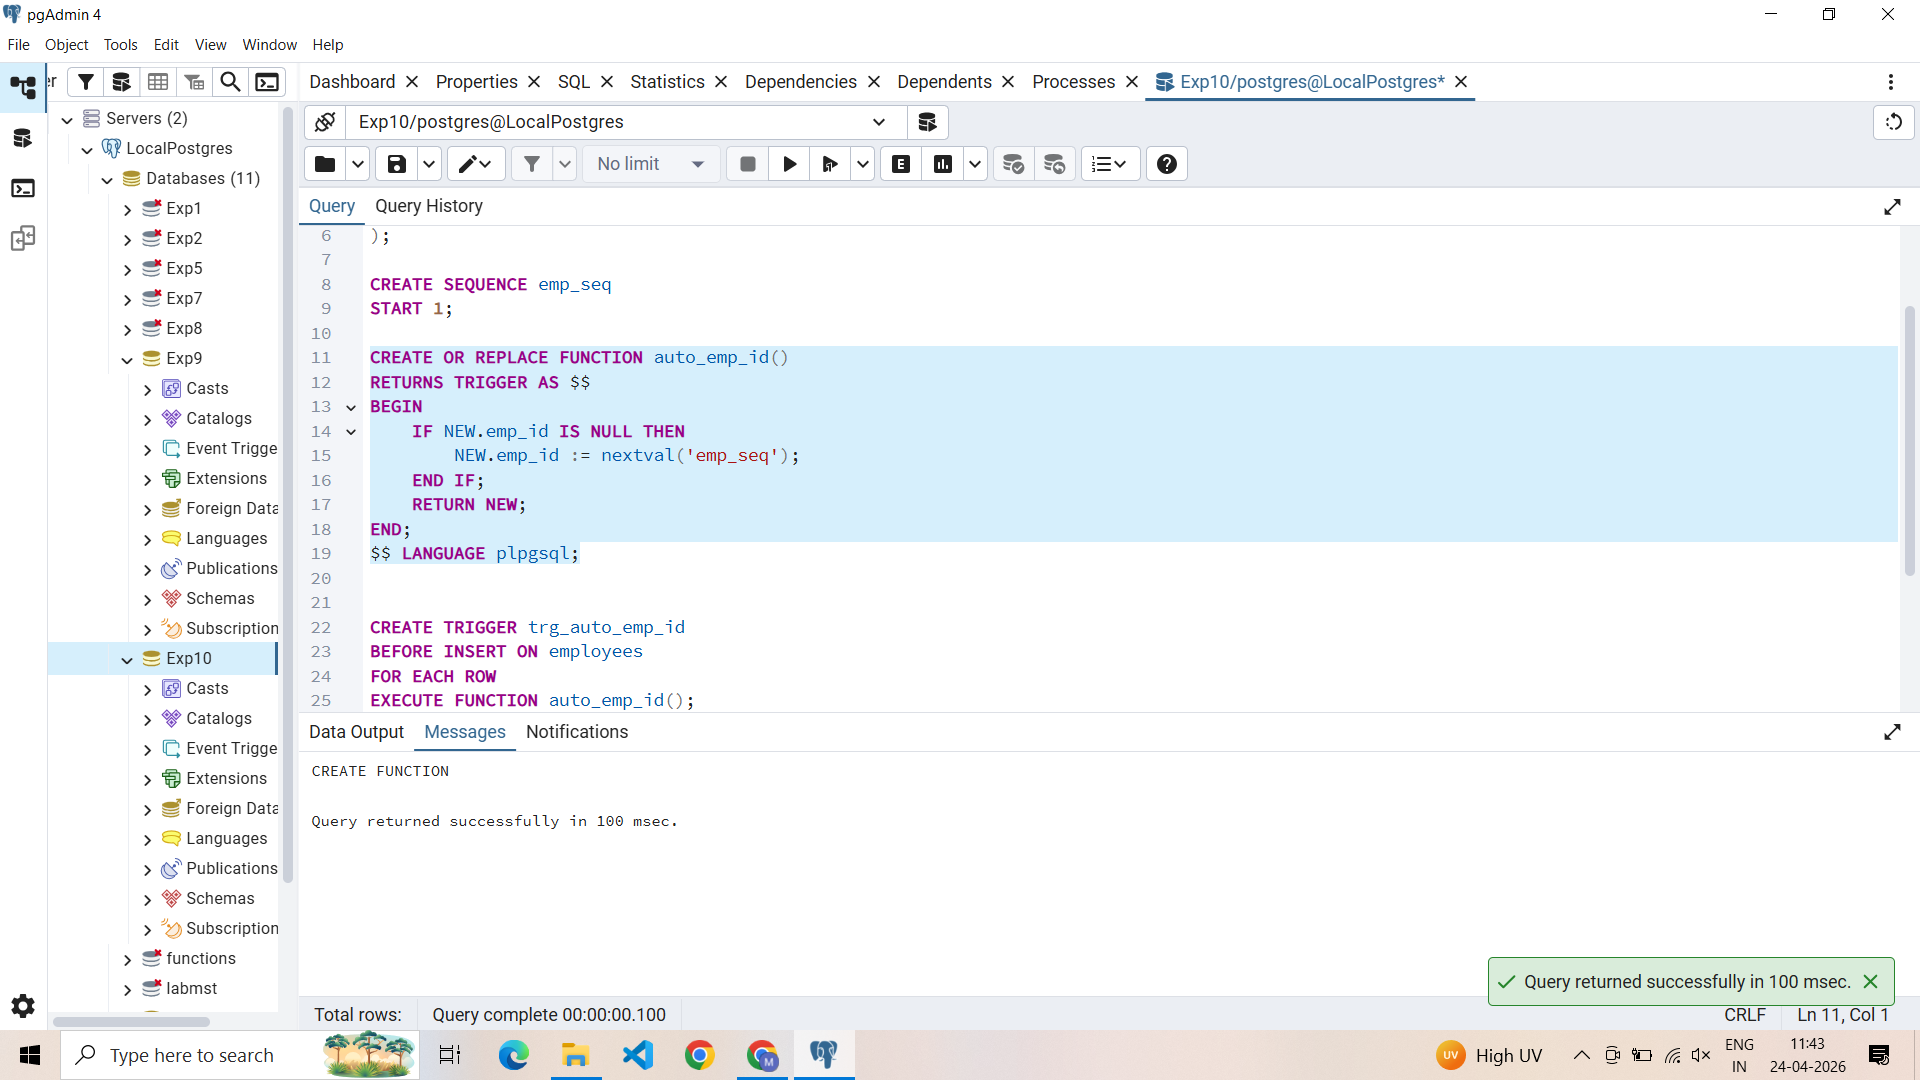 pgAdmin 4
File Object Tools Edit View Window Help
er
Dashboard Properties SQL Statistics Dependencies Dependents Processes Exp10/postgres@LocalPostgres*
Servers (2)
LocalPostgres
Databases (11)
Exp1
Exp2
Exp5
Exp7
Exp8
Exp9
Casts
Catalogs
Event Trigge
Extensions
Foreign Data
Languages
Publications
Schemas
Subscription
Exp10
Casts
Catalogs
Event Trigge
Extensions
Foreign Data
Languages
Publications
Schemas
Subscription
functions
labmst
Exp10/postgres@LocalPostgres
No limit
E
Query Query History
6 );
7
8 CREATE SEQUENCE emp_seq
9 START 1;
10
11 CREATE OR REPLACE FUNCTION auto_emp_id()
12 RETURNS TRIGGER AS $$
13 BEGIN
14 IF NEW.emp_id IS NULL THEN
15 NEW.emp_id := nextval('emp_seq');
16 END IF;
17 RETURN NEW;
18 END;
19 $$ LANGUAGE plpgsql;
20
21
22 CREATE TRIGGER trg_auto_emp_id
23 BEFORE INSERT ON employees
24 FOR EACH ROW
25 EXECUTE FUNCTION auto_emp_id();
Data Output Messages Notifications
CREATE FUNCTION
Query returned successfully in 100 msec.
Query returned successfully in 100 msec.
Total rows: Query complete 00:00:00.100 CRLF Ln 11, Col 1
Type here to search
M
UV High UV
ENG
IN
11:43
24-04-2026